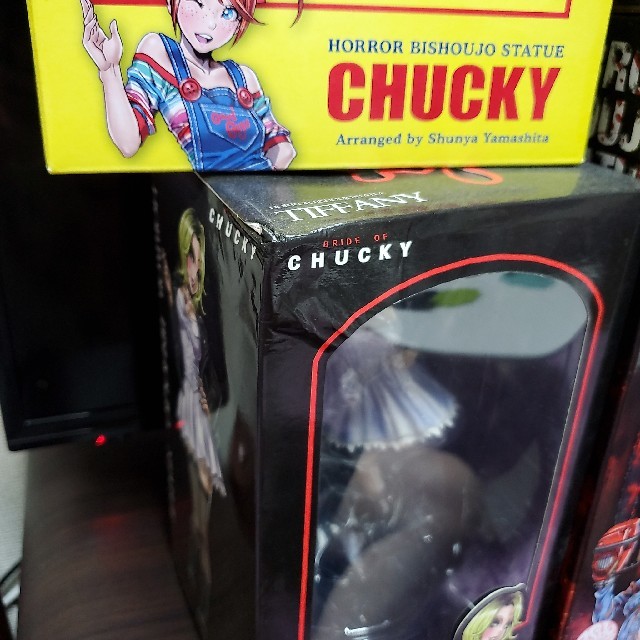 HORROR BISHOUJO STATUE
CHUCKY
Arranged by Shunya Yamashita
TIFFANY
CHUCKY
BRIDE OF
CHUCKY